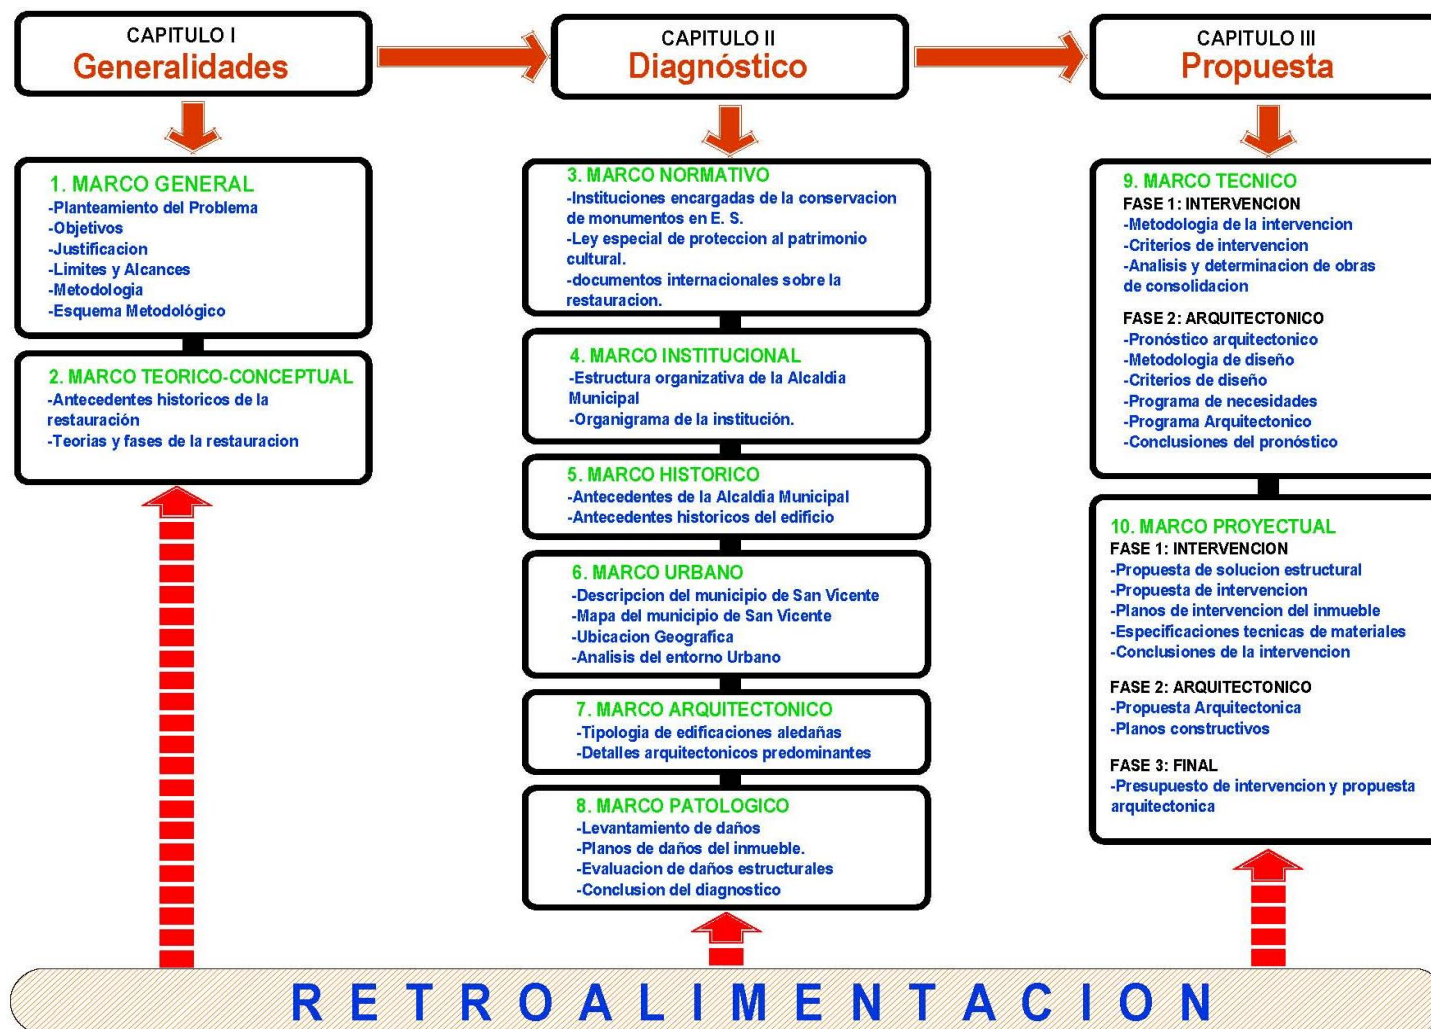 CAPITULO I
Generalidades
1. MARCO GENERAL
-Planteamiento del Problema
-Objetivos
-Justificacion
-Limites y Alcances
-Metodologia
-Esquema Metodológico
2. MARCO TEORICO-CONCEPTUAL
-Antecedentes historicos de la
restauración
-Teorias y fases de la restauracion
CAPITULO II
Diagnóstico
3. MARCO NORMATIVO
-Instituciones encargadas de la conservacion
de monumentos en E. S.
-Ley especial de proteccion al patrimonio
cultural.
-documentos internacionales sobre la
restauracion.
4. MARCO INSTITUCIONAL
-Estructura organizativa de la Alcaldia
Municipal
-Organigrama de la institución.
5. MARCO HISTORICO
-Antecedentes de la Alcaldia Municipal
-Antecedentes historicos del edificio
6. MARCO URBANO
-Descripcion del municipio de San Vicente
-Mapa del municipio de San Vicente
-Ubicacion Geografica
-Analisis del entorno Urbano
7. MARCO ARQUITECTONICO
-Tipologia de edificaciones aledañas
-Detalles arquitectonicos predominantes
8. MARCO PATOLOGICO
-Levantamiento de daños
-Planos de daños del inmueble.
-Evaluacion de daños estructurales
-Conclusion del diagnostico
CAPITULO III
Propuesta
9. MARCO TECNICO
FASE 1: INTERVENCION
-Metodologia de la intervencion
-Criterios de intervencion
-Analisis y determinacion de obras
de consolidacion
FASE 2: ARQUITECTONICO
-Pronóstico arquitectonico
-Metodologia de diseño
-Criterios de diseño
-Programa de necesidades
-Programa Arquitectonico
-Conclusiones del pronóstico
10. MARCO PROYECTUAL
FASE 1: INTERVENCION
-Propuesta de solucion estructural
-Propuesta de intervencion
-Planos de intervencion del inmueble
-Especificaciones tecnicas de materiales
-Conclusiones de la intervencion
FASE 2: ARQUITECTONICO
-Propuesta Arquitectonica
-Planos constructivos
FASE 3: FINAL
-Presupuesto de intervencion y propuesta
arquitectonica
RETROALIMENTACION